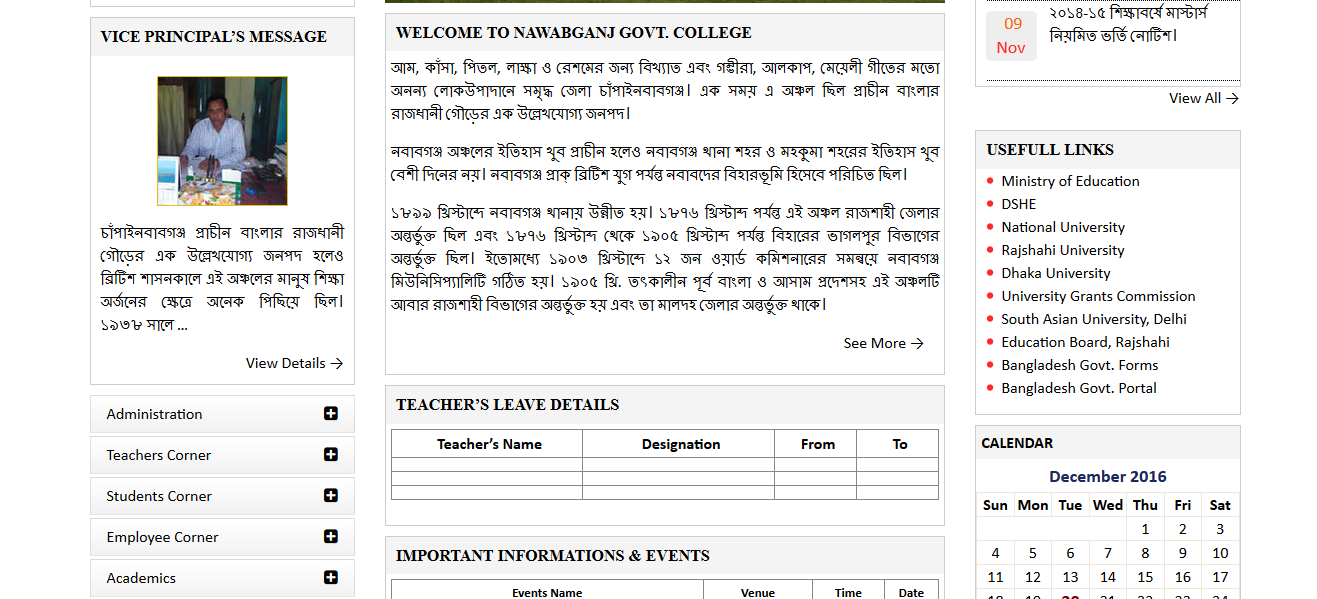 VICE PRINCIPAL’S MESSAGE
চাঁপাইনবাবগঞ্জ প্রাচীন বাংলার রাজধানী
গৌড়ের এক উল্লেখযোগ্য জনপদ হলেও
ব্রিটিশ শাসনকালে এই অঞ্চলের মানুষ শিক্ষা
অর্জনের ক্ষেত্রে অনেক পিছিয়ে ছিল।
১৯৩৮ সালে ...
View Details →
Administration
Teachers Corner
Students Corner
Employee Corner
Academics
WELCOME TO NAWABGANJ GOVT. COLLEGE
আম, কাঁসা, পিতল, লাক্ষা ও রেশমের জন্য বিখ্যাত এবং গম্ভীরা, আলকাপ, মেয়েলী গীতের মতো
অনন্য লোকউপাদানে সমৃদ্ধ জেলা চাঁপাইনবাবগঞ্জ। এক সময় এ অঞ্চল ছিল প্রাচীন বাংলার
রাজধানী গৌড়ের এক উল্লেখযোগ্য জনপদ।
নবাবগঞ্জ অঞ্চলের ইতিহাস খুব প্রাচীন হলেও নবাবগঞ্জ থানা শহর ও মহকুমা শহরের ইতিহাস খুব
বেশী দিনের নয়। নবাবগঞ্জ প্রাক্ ব্রিটিশ যুগ পর্যন্ত নবাবদের বিহারভূমি হিসেবে পরিচিত ছিল।
১৮৯৯ খ্রিস্টাব্দে নবাবগঞ্জ থানায় উন্নীত হয়। ১৮৭৬ খ্রিস্টাব্দ পর্যন্ত এই অঞ্চল রাজশাহী জেলার
অন্তর্ভুক্ত ছিল এবং ১৮৭৬ খ্রিস্টাব্দ থেকে ১৯০৫ খ্রিস্টাব্দ পর্যন্ত বিহারের ভাগলপুর বিভাগের
অন্তর্ভুক্ত ছিল। ইতোমধ্যে ১৯০৩ খ্রিস্টাব্দে ১২ জন ওয়ার্ড কমিশনারের সমন্বয়ে নবাবগঞ্জ
মিউনিসিপ্যালিটি গঠিত হয়। ১৯০৫ খ্রি. তৎকালীন পূর্ব বাংলা ও আসাম প্রদেশসহ এই অঞ্চলটি
আবার রাজশাহী বিভাগের অন্তর্ভুক্ত হয় এবং তা মালদহ জেলার অন্তর্ভুক্ত থাকে।
See More →
TEACHER’S LEAVE DETAILS
Teacher’s Name Designation From To
IMPORTANT INFORMATIONS & EVENTS
Events Name Venue Time Date
09
Nov
২০১৪-১৫ শিক্ষাবর্ষে মাস্টার্স
নিয়মিত ভর্তি নোটিশ।
View All →
USEFULL LINKS
Ministry of Education
DSHE
National University
Rajshahi University
Dhaka University
University Grants Commission
South Asian University, Delhi
Education Board, Rajshahi
Bangladesh Govt. Forms
Bangladesh Govt. Portal
CALENDAR
December 2016
Sun Mon Tue Wed Thu Fri Sat
1 2 3
4 5 6 7 8 9 10
11 12 13 14 15 16 17